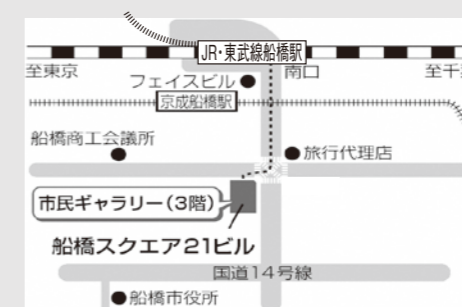 JR・東武線船橋駅
至東京
フェイスビル
南口
至千
京成船橋駅
船橋商工会議所
旅行代理店
市民ギャラリー(3階)
船橋スクエア21ビル
国道14号線
船橋市役所